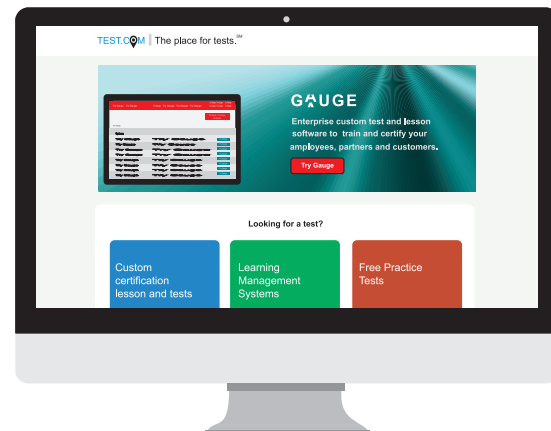 TEST.COM | The place for tests.℠
GAUGE
Enterprise custom test and lesson
software to train and certify your
amployees, partners and customers.
Try Gauge
Looking for a test?
Custom
certification
lesson and tests
Learning
Management
Systems
Free Practice
Tests